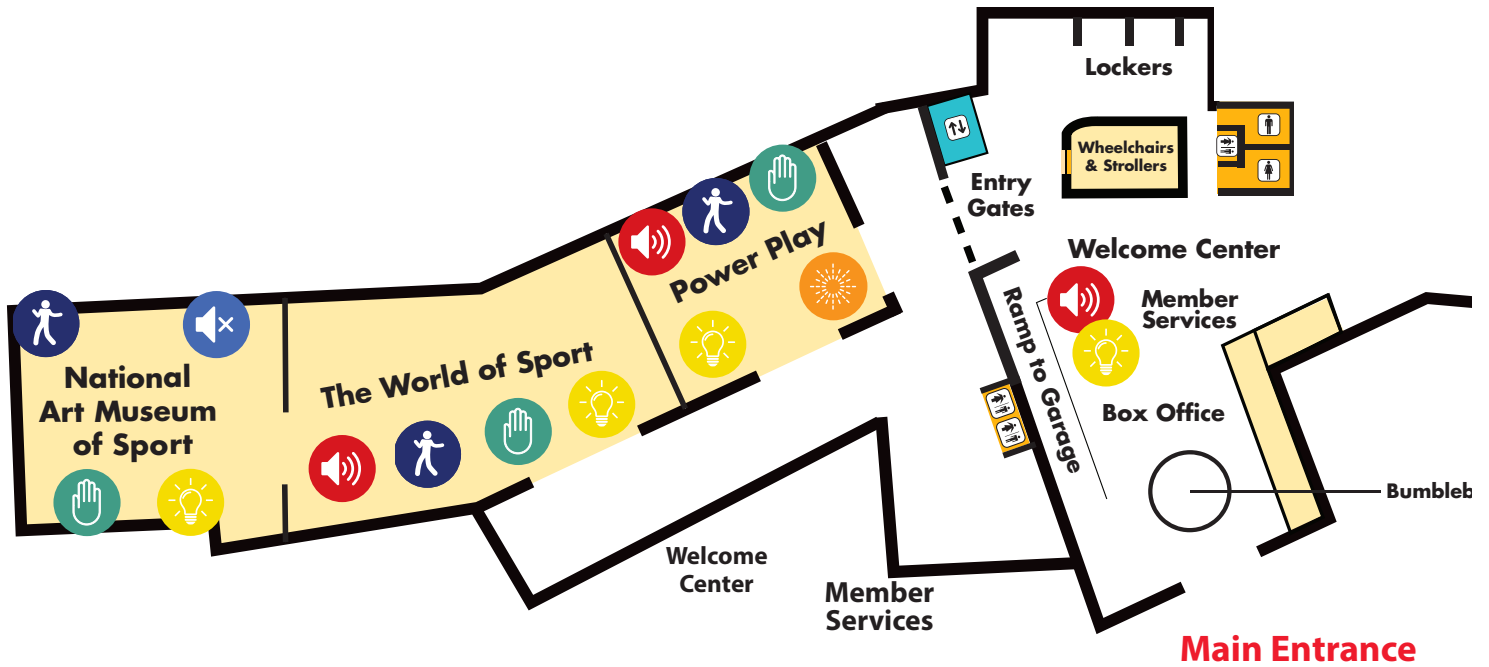 Lockers
Wheelchairs
& Strollers
Entry
Gates
Power Play
Welcome Center
Member
Services
Ramp to Garage
The World of Sport
National
Art Museum
of Sport
Box Office
Bumbleb
Welcome
Center
Member
Services
Main Entrance